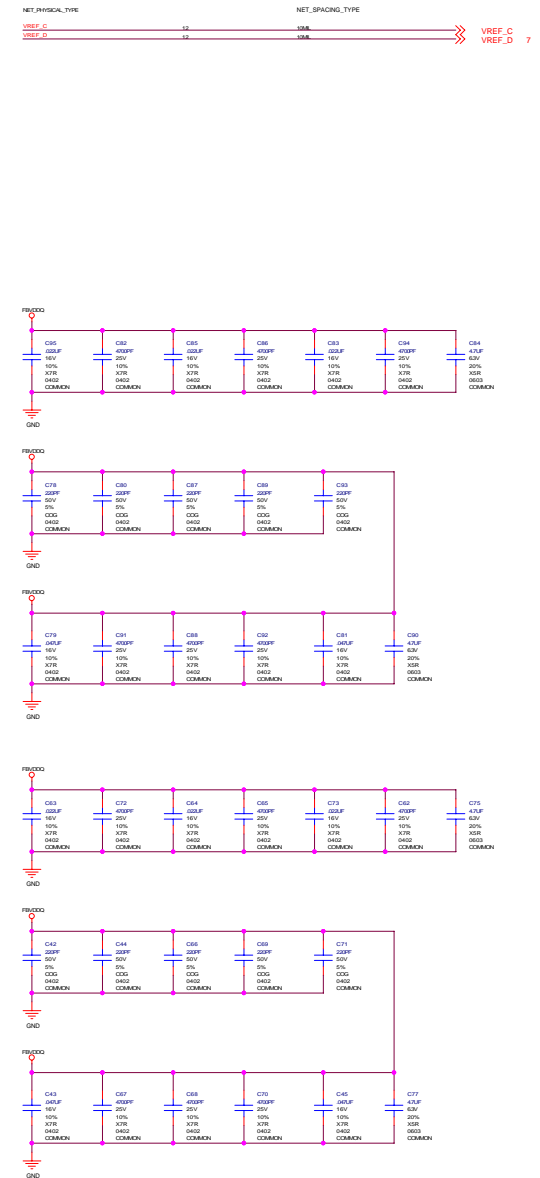 NET_PHYSICAL_TYPE NET_SPACING_TYPE
VREF_C 12 10MIL VREF_C
VREF_D 12 10MIL VREF_D 7
FBVDDQ
C95 C82 C85 C86 C83 C94 C84
.022UF 4700PF .022UF 4700PF .022UF 4700PF 4.7UF
16V 25V 16V 25V 16V 25V 6.3V
10% 10% 10% 10% 10% 10% 20%
X7R X7R X7R X7R X7R X7R X5R
0402 0402 0402 0402 0402 0402 0603
COMMON COMMON COMMON COMMON COMMON COMMON COMMON
GND
FBVDDQ
C78 C80 C87 C89 C93
220PF 220PF 220PF 220PF 220PF
50V 50V 50V 50V 50V
5% 5% 5% 5% 5%
COG COG COG COG COG
0402 0402 0402 0402 0402
COMMON COMMON COMMON COMMON COMMON
GND
FBVDDQ
C79 C91 C88 C92 C81 C90
.047UF 4700PF 4700PF 4700PF .047UF 4.7UF
16V 25V 25V 25V 16V 6.3V
10% 10% 10% 10% 10% 20%
X7R X7R X7R X7R X7R X5R
0402 0402 0402 0402 0402 0603
COMMON COMMON COMMON COMMON COMMON COMMON
GND
FBVDDQ
C63 C72 C64 C65 C73 C62 C75
.022UF 4700PF .022UF 4700PF .022UF 4700PF 4.7UF
16V 25V 16V 25V 16V 25V 6.3V
10% 10% 10% 10% 10% 10% 20%
X7R X7R X7R X7R X7R X7R X5R
0402 0402 0402 0402 0402 0402 0603
COMMON COMMON COMMON COMMON COMMON COMMON COMMON
GND
FBVDDQ
C42 C44 C66 C69 C71
220PF 220PF 220PF 220PF 220PF
50V 50V 50V 50V 50V
5% 5% 5% 5% 5%
COG COG COG COG COG
0402 0402 0402 0402 0402
COMMON COMMON COMMON COMMON COMMON
GND
FBVDDQ
C43 C67 C68 C70 C45 C77
.047UF 4700PF 4700PF 4700PF .047UF 4.7UF
16V 25V 25V 25V 16V 6.3V
10% 10% 10% 10% 10% 20%
X7R X7R X7R X7R X7R X5R
0402 0402 0402 0402 0402 0603
COMMON COMMON COMMON COMMON COMMON COMMON
GND